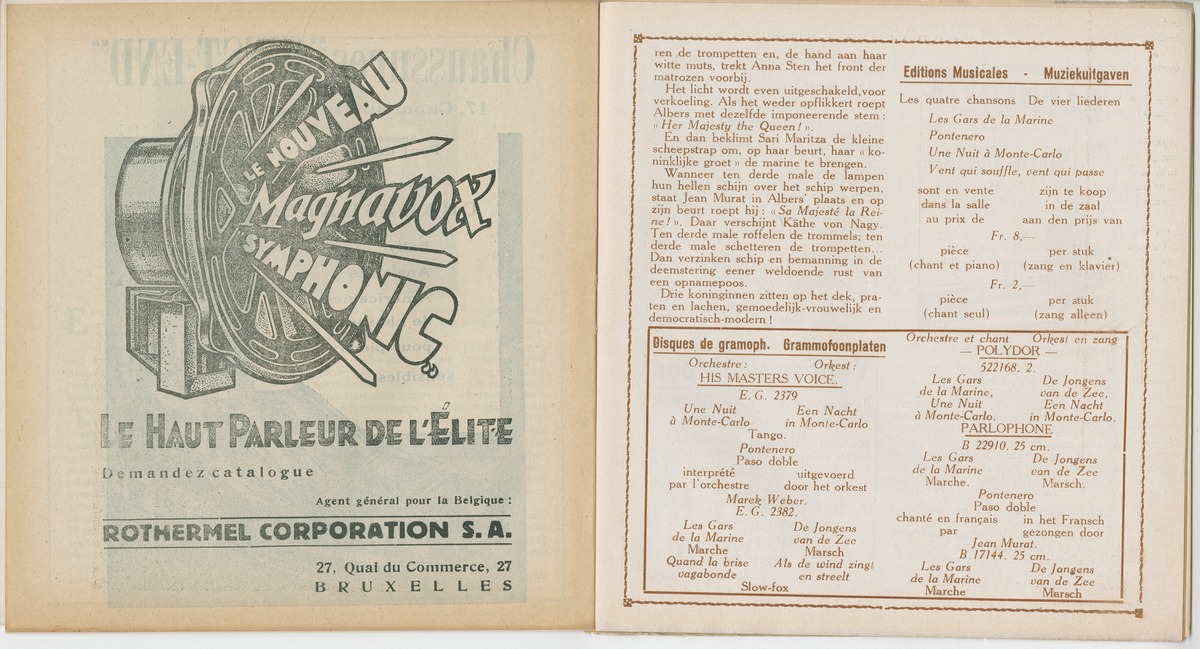 LE NOUVEAU
Magnavox
SYMPHONIC
LE HAUT PARLEUR DE L'ÉLITE
Demandez catalogue
Agent général pour la Belgique :
ROTHERMEL CORPORATION S. A.
27, Quai du Commerce, 27
BRUXELLES
ren de trompetten en, de hand aan haar
witte muts, trekt Anna Sten het front der
matrozen voorbij.
Het licht wordt even uitgeschakeld, voor
verkoeling. Als het weder opflikkert roept
Albers met dezelfde imponeerende stem :
« Her Majesty the Queen ! ».
En dan beklimt Sari Maritza de kleine
scheepstrap om, op haar beurt, haar « ko-
ninklijke groet » de marine te brengen.
Wanneer ten derde male de lampen
hun hellen schijn over het schip werpen,
staat Jean Murat in Albers' plaats en op
zijn beurt roept hij : « Sa Majesté la Rei-
ne ! ». Daar verschijnt Käthe von Nagy.
Ten derde male roffelen de trommels; ten
derde male schetteren de trompetten...
Dan verzinken schip en bemanning in de
deemstering eener weldoende rust van
een opnamepoos.
Drie koninginnen zitten op het dek, pra-
ten en lachen, gemoedelijk-vrouwelijk en
democratisch-modern !
Editions Musicales - Muziekuitgaven
Les quatre chansons De vier liederen
Les Gars de la Marine
Pontenero
Une Nuit à Monte-Carlo
Vent qui souffle, vent qui passe
sont en vente zijn te koop
dans la salle in de zaal
au prix de aan den prijs van
Fr. 8,—
pièce per stuk
(chant et piano) (zang en klavier)
Fr. 2,—
pièce per stuk
(chant seul) (zang alleen)
Disques de gramoph. Grammofoonplaten
Orchestre : Orkest :
HIS MASTERS VOICE.
E. G. 2379
Une Nuit Een Nacht
à Monte-Carlo in Monte-Carlo
Tango.
Pontenero
Paso doble
interprété uitgevoerd
par l'orchestre door het orkest
Marek Weber.
E. G. 2382.
Les Gars De Jongens
de la Marine van de Zee
Marche Marsch
Quand la brise Als de wind zingt
vagabonde en streelt
Slow-fox
Orchestre et chant Orkest en zang
— POLYDOR —
522168. 2.
Les Gars De Jongens
de la Marine, van de Zee,
Une Nuit Een Nacht
à Monte-Carlo. in Monte-Carlo.
PARLOPHONE
B 22910. 25 cm.
Les Gars De Jongens
de la Marine van de Zee
Marche. Marsch.
Pontenero
Paso doble
chanté en français in het Fransch
par gezongen door
Jean Murat.
B 17144. 25 cm.
Les Gars De Jongens
de la Marine van de Zee
Marche Marsch